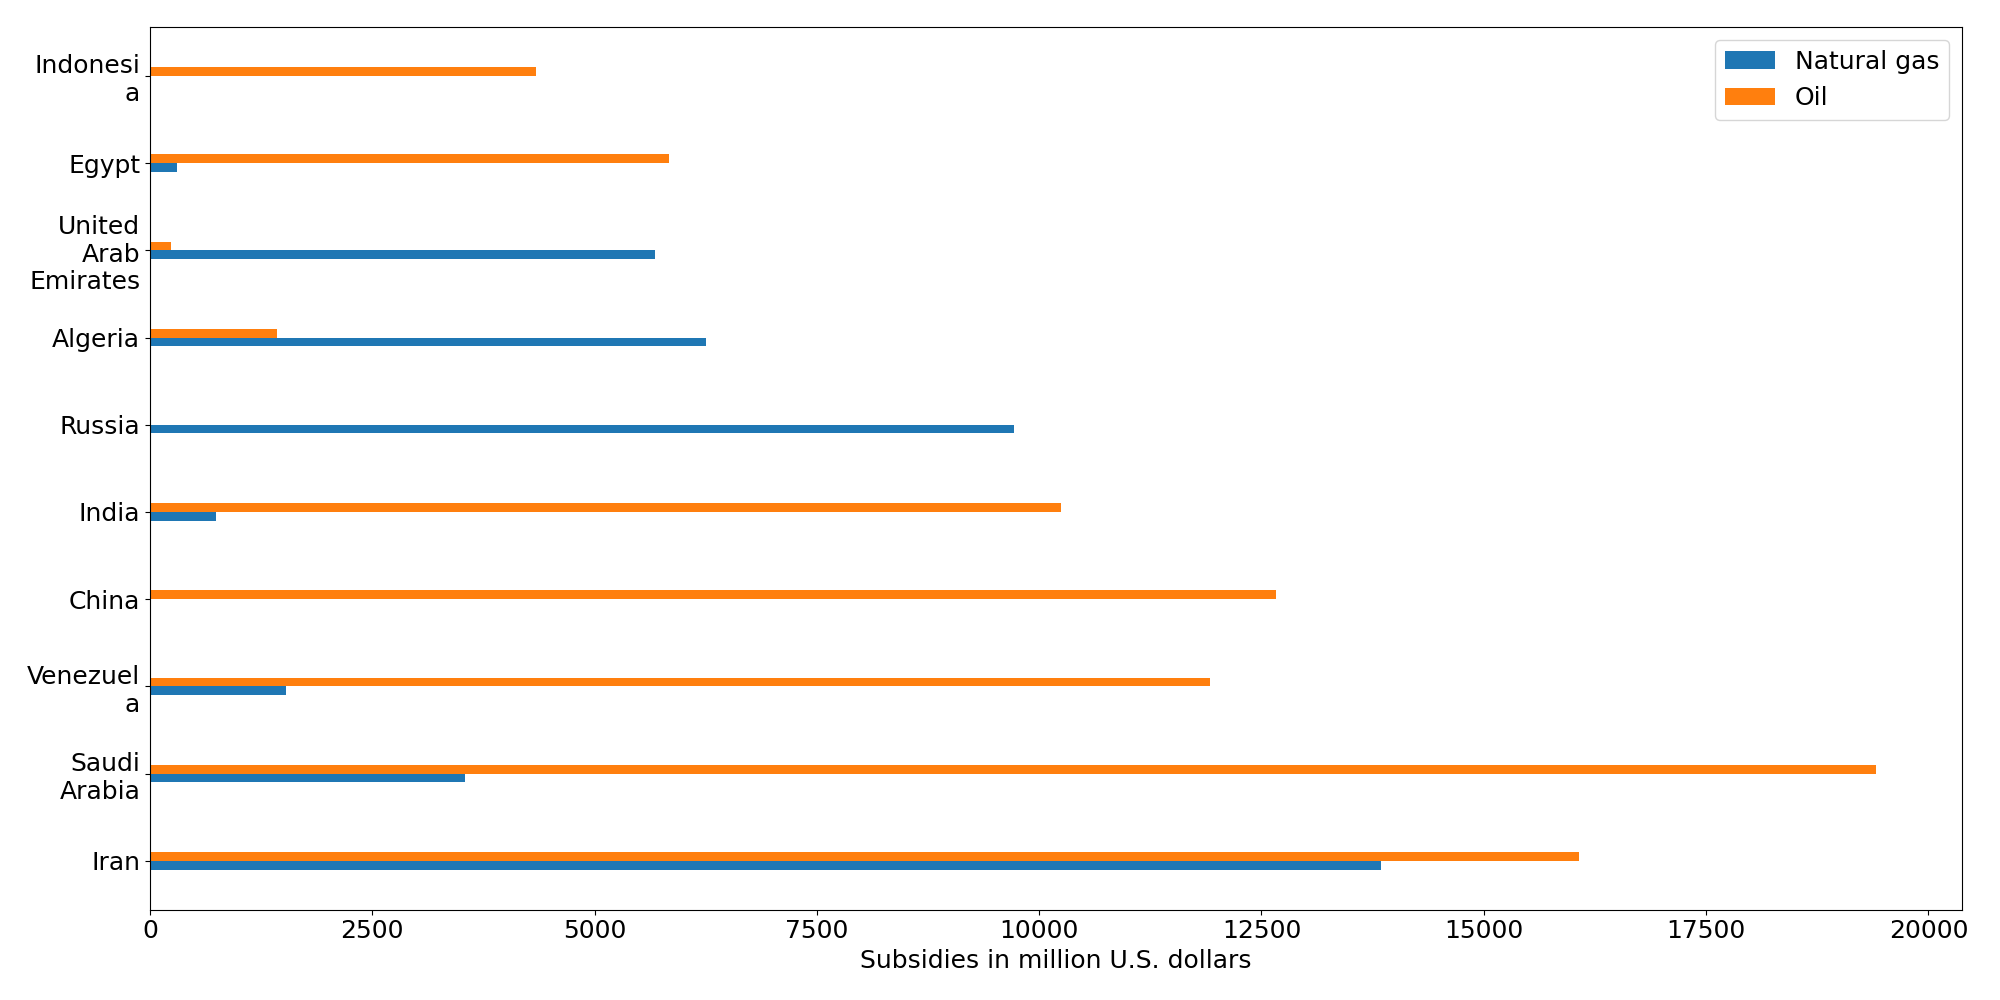 Indonesi
a
Egypt
United
Arab
Emirates
Algeria
Russia
India
China
Venezuel
a
Saudi
Arabia
Iran
Natural gas
Oil
0 2500 5000 7500 10000 12500 15000 17500 20000
Subsidies in million U.S. dollars